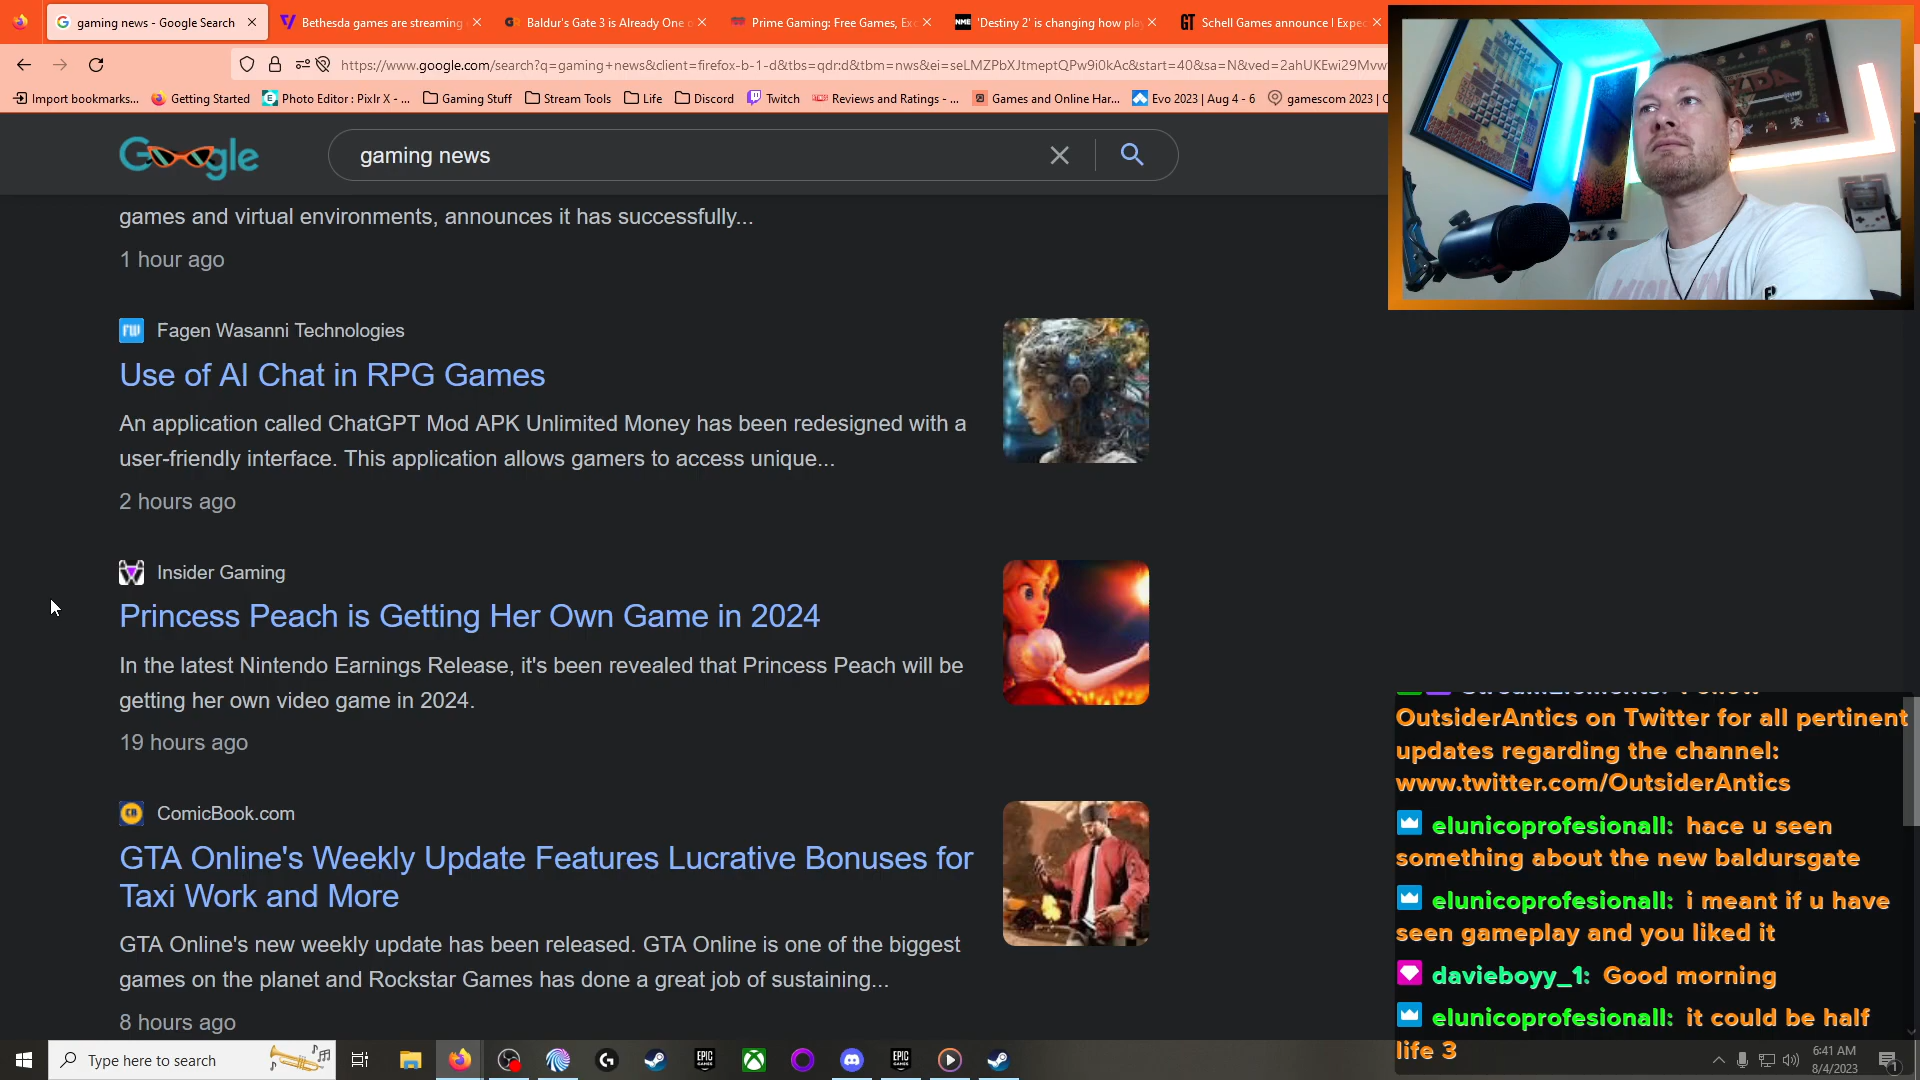 gaming news - Google Search
Bethesda games are streaming
Baldur's Gate 3 is Already One o
Prime Gaming: Free Games, Exc
NME 'Destiny 2' is changing how play
GT Schell Games announce I Expec
https://www.google.com/search?q=gaming+news&client=firefox-b-1-d&tbs=qdr:d&tbm=nws&ei=seLMZPbXJtmeptQPw9i0kAc&start=40&sa=N&ved=2ahUKEwi29Mvw
Import bookmarks... Getting Started Photo Editor : Pixlr X - ... Gaming Stuff Stream Tools Life Discord Twitch Reviews and Ratings - ... Games and Online Har... Evo 2023 | Aug 4 - 6 gamescom 2023 | C
Google
gaming news
games and virtual environments, announces it has successfully...
1 hour ago
Fagen Wasanni Technologies
Use of AI Chat in RPG Games
An application called ChatGPT Mod APK Unlimited Money has been redesigned with a
user-friendly interface. This application allows gamers to access unique...
2 hours ago
Insider Gaming
Princess Peach is Getting Her Own Game in 2024
In the latest Nintendo Earnings Release, it's been revealed that Princess Peach will be
getting her own video game in 2024.
19 hours ago
ComicBook.com
GTA Online's Weekly Update Features Lucrative Bonuses for
Taxi Work and More
GTA Online's new weekly update has been released. GTA Online is one of the biggest
games on the planet and Rockstar Games has done a great job of sustaining...
8 hours ago
OutsiderAntics on Twitter for all pertinent
updates regarding the channel:
www.twitter.com/OutsiderAntics
elunicoprofesionall: hace u seen
something about the new baldursgate
elunicoprofesionall: i meant if u have
seen gameplay and you liked it
davieboyy_1: Good morning
elunicoprofesionall: it could be half
life 3
Type here to search
6:41 AM
8/4/2023